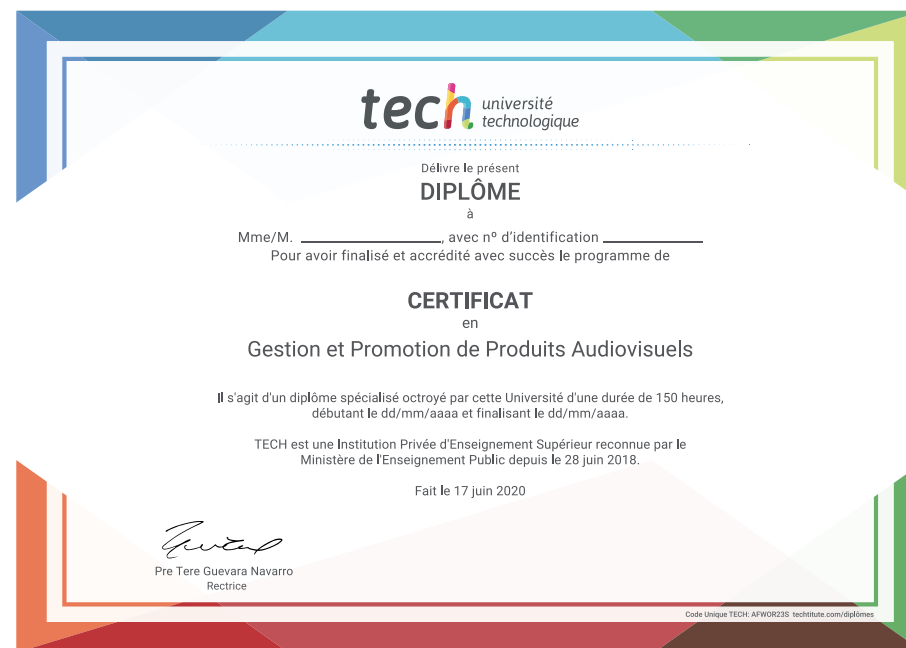 tech université
technologique
Délivre le présent
DIPLÔME
à
Mme/M. ____________________, avec nº d'identification ______________
Pour avoir finalisé et accrédité avec succès le programme de
CERTIFICAT
en
Gestion et Promotion de Produits Audiovisuels
Il s'agit d'un diplôme spécialisé octroyé par cette Université d'une durée de 150 heures,
débutant le dd/mm/aaaa et finalisant le dd/mm/aaaa.
TECH est une Institution Privée d'Enseignement Supérieur reconnue par le
Ministère de l'Enseignement Public depuis le 28 juin 2018.
Fait le 17 juin 2020
Pre Tere Guevara Navarro
Rectrice
Code Unique TECH: AFWOR23S techtitute.com/diplômes